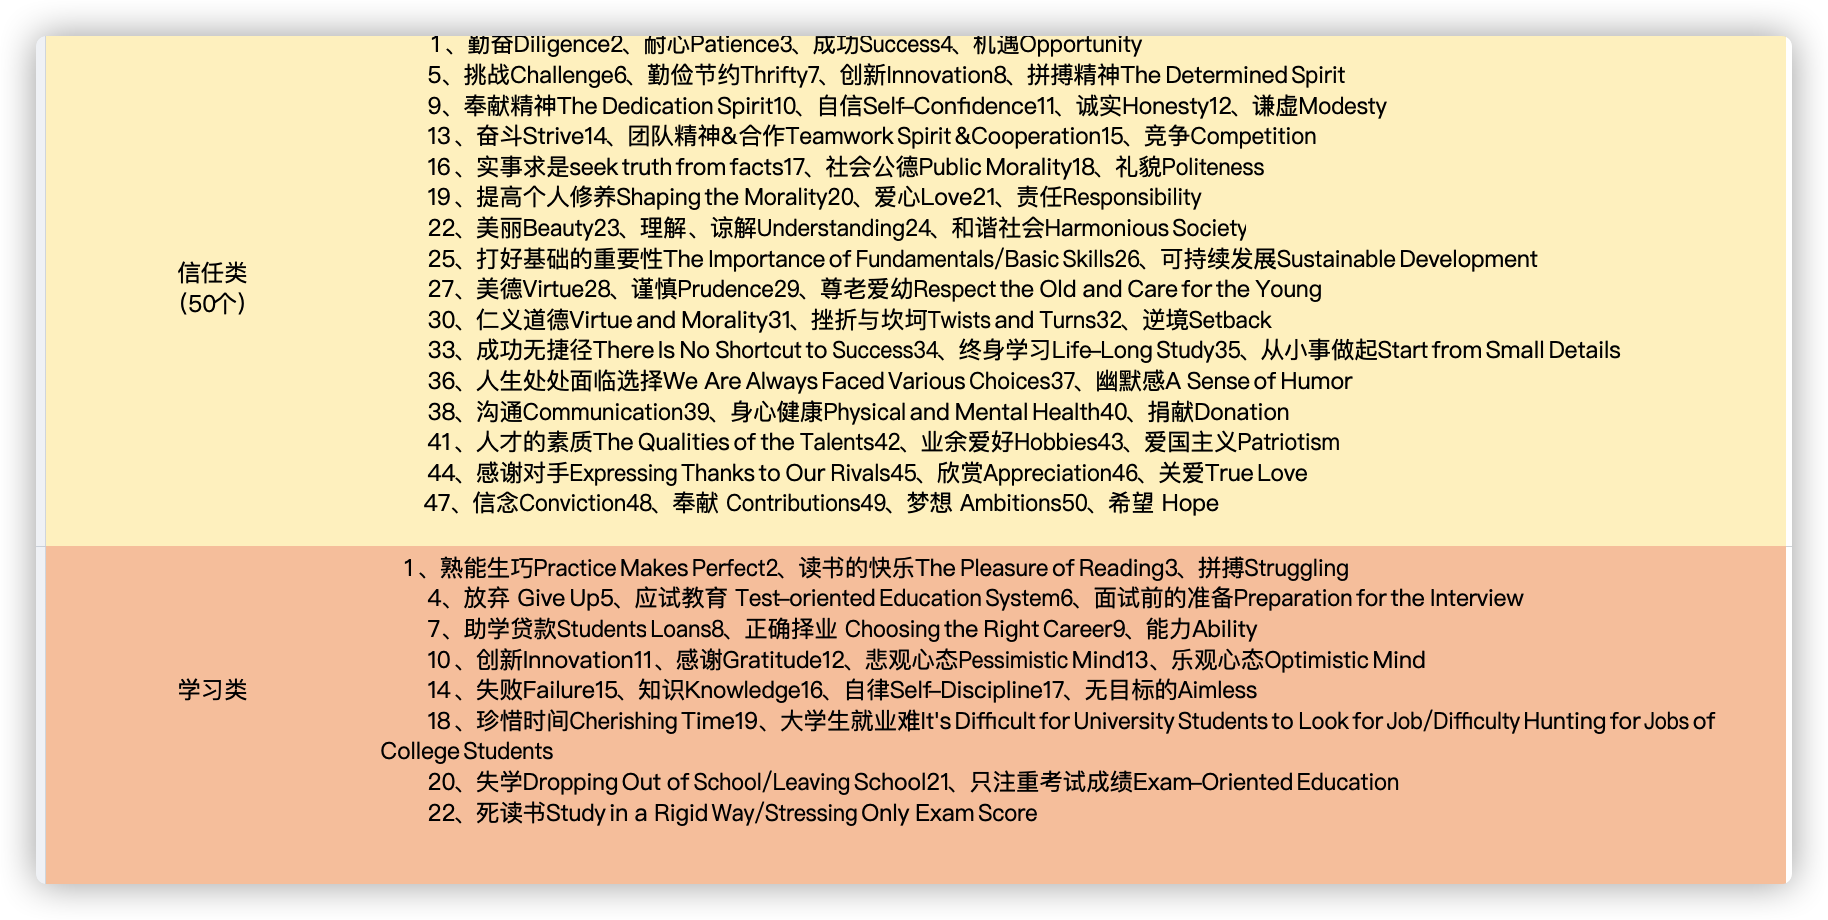 1、勤奋Diligence2、耐心Patience3、成功Success4、机遇Opportunity
5、挑战Challenge6、勤俭节约Thrifty7、创新Innovation8、拼搏精神The Determined Spirit
9、奉献精神The Dedication Spirit10、自信Self–Confidence11、诚实Honesty12、谦虚Modesty
13、奋斗Strive14、团队精神&合作Teamwork Spirit &Cooperation15、竞争Competition
16、实事求是seek truth from facts17、社会公德Public Morality18、礼貌Politeness
19、提高个人修养Shaping the Morality20、爱心Love21、责任Responsibility
22、美丽Beauty23、理解、谅解Understanding24、和谐社会Harmonious Society
25、打好基础的重要性The Importance of Fundamentals/Basic Skills26、可持续发展Sustainable Development
信任类
(50个)
27、美德Virtue28、谨慎Prudence29、尊老爱幼Respect the Old and Care for the Young
30、仁义道德Virtue and Morality31、挫折与坎坷Twists and Turns32、逆境Setback
33、成功无捷径There Is No Shortcut to Success34、终身学习Life–Long Study35、从小事做起Start from Small Details
36、人生处处面临选择We Are Always Faced Various Choices37、幽默感A Sense of Humor
38、沟通Communication39、身心健康Physical and Mental Health40、捐献Donation
41、人才的素质The Qualities of the Talents42、业余爱好Hobbies43、爱国主义Patriotism
44、感谢对手Expressing Thanks to Our Rivals45、欣赏Appreciation46、关爱True Love
47、信念Conviction48、奉献 Contributions49、梦想 Ambitions50、希望 Hope
1、熟能生巧Practice Makes Perfect2、读书的快乐The Pleasure of Reading3、拼搏Struggling
4、放弃 Give Up5、应试教育 Test–oriented Education System6、面试前的准备Preparation for the Interview
7、助学贷款Students Loans8、正确择业 Choosing the Right Career9、能力Ability
10、创新Innovation11、感谢Gratitude12、悲观心态Pessimistic Mind13、乐观心态Optimistic Mind
学习类
14、失败Failure15、知识Knowledge16、自律Self–Discipline17、无目标的Aimless
18、珍惜时间Cherishing Time19、大学生就业难It's Difficult for University Students to Look for Job/Difficulty Hunting for Jobs of
College Students
20、失学Dropping Out of School/Leaving School21、只注重考试成绩Exam–Oriented Education
22、死读书Study in a Rigid Way/Stressing Only Exam Score